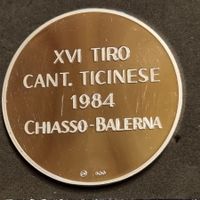 XVI TIRO
CANT. TICINESE
1984
CHIASSO-BALERNA